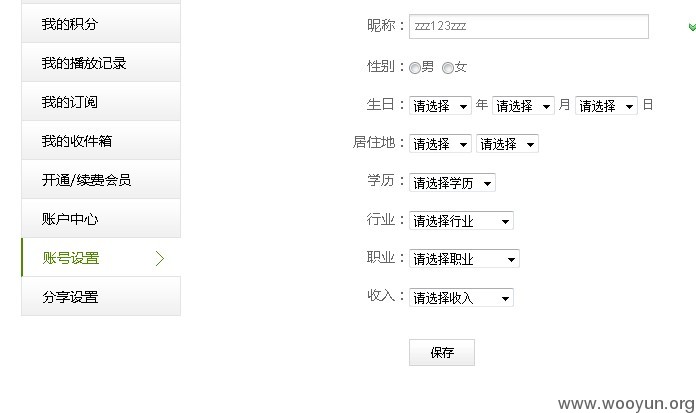 我的积分
我的播放记录
我的订阅
我的收件箱
开通/续费会员
账户中心
账号设置
分享设置
昵称： zzz123zzz
性别： 男 女
生日： 请选择 年 请选择 月 请选择 日
居住地： 请选择 请选择
学历： 请选择学历
行业： 请选择行业
职业： 请选择职业
收入： 请选择收入
保存
www.wooyun.org